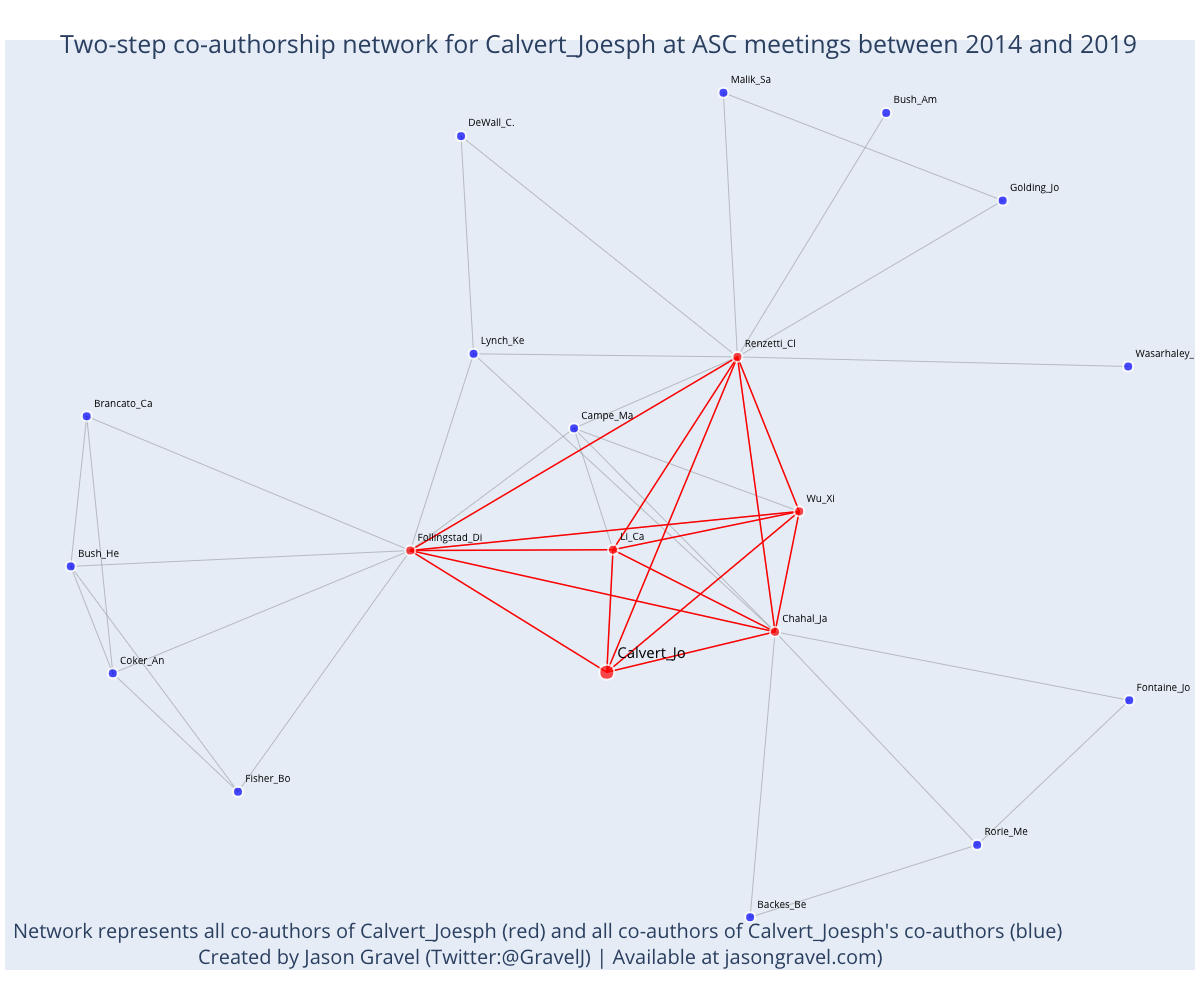 Two-step co-authorship network for Calvert_Joesph at ASC meetings between 2014 and 2019
Malik_Sa
Bush_Am
DeWall_C.
Golding_Jo
Lynch_Ke
Renzetti_Cl
Wasarhaley_
Brancato_Ca
Campe_Ma
Wu_Xi
Follingstad_Di
Li_Ca
Bush_He
Chahal_Ja
Calvert_Jo
Coker_An
Fontaine_Jo
Fisher_Bo
Rorie_Me
Backes_Be
Network represents all co-authors of Calvert_Joesph (red) and all co-authors of Calvert_Joesph's co-authors (blue)
Created by Jason Gravel (Twitter:@GravelJ) | Available at jasongravel.com)